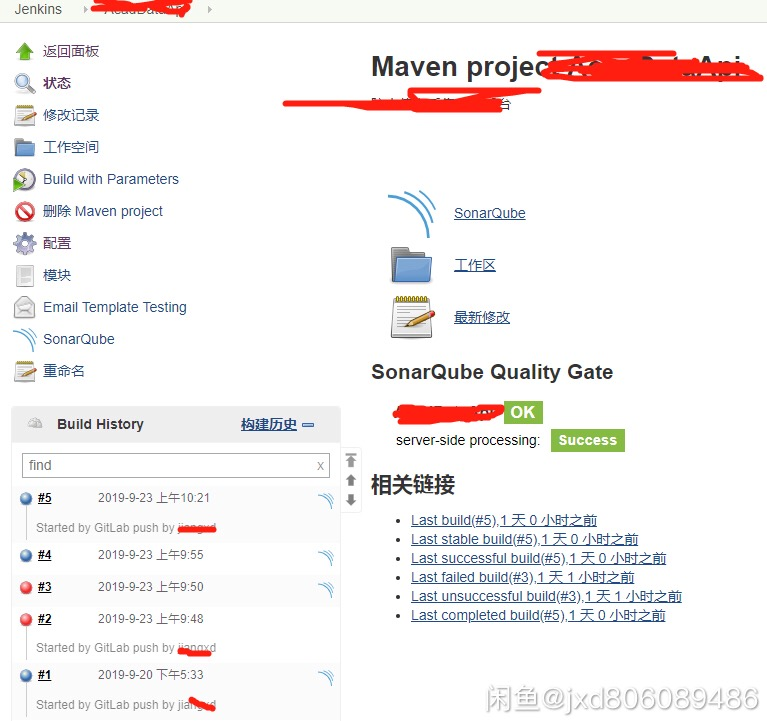 Jenkins
返回面板
状态
修改记录
工作空间
Build with Parameters
删除 Maven project
配置
模块
Email Template Testing
SonarQube
重命名
Build History 构建历史
find x
#5 2019-9-23 上午10:21
Started by GitLab push by
#4 2019-9-23 上午9:55
#3 2019-9-23 上午9:50
#2 2019-9-23 上午9:48
Started by GitLab push by
#1 2019-9-20 下午5:33
Started by GitLab push by
Maven project
SonarQube
工作区
最新修改
SonarQube Quality Gate
OK
server-side processing: Success
相关链接
Last build(#5),1 天 0 小时之前
Last stable build(#5),1 天 0 小时之前
Last successful build(#5),1 天 0 小时之前
Last failed build(#3),1 天 1 小时之前
Last unsuccessful build(#3),1 天 1 小时之前
Last completed build(#5),1 天 0 小时之前
闲鱼@jxd806089486